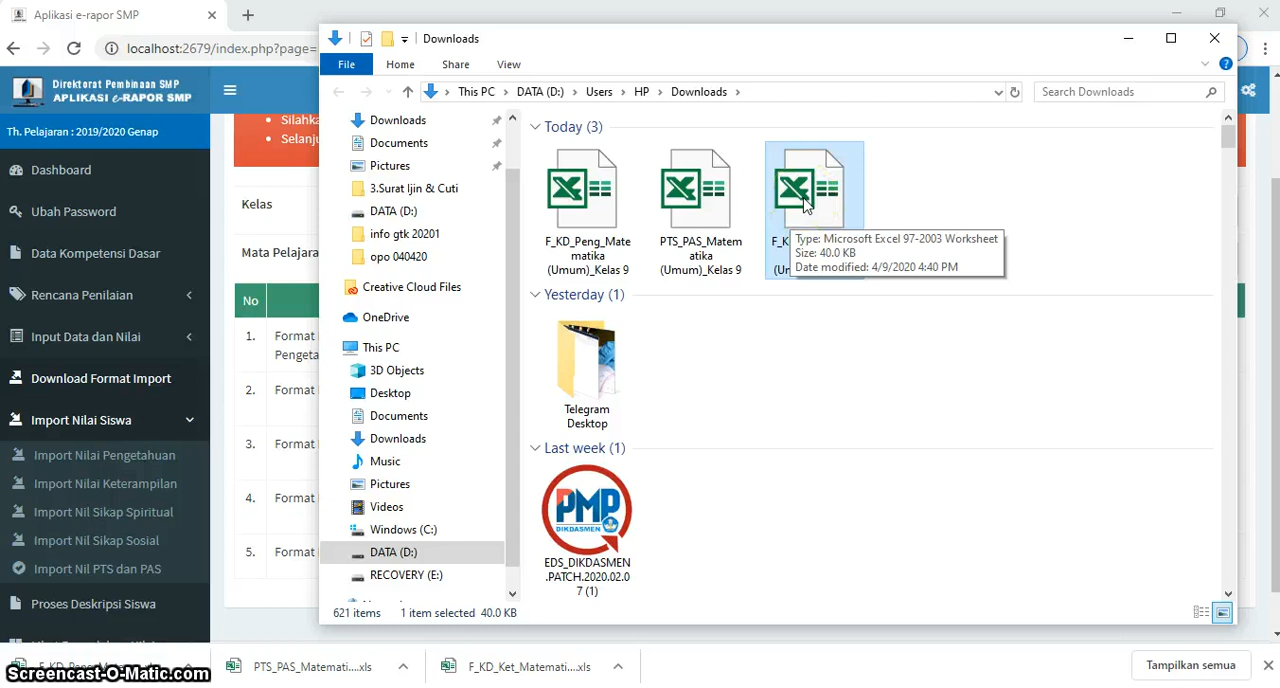 Aplikasi e-rapor SMP
localhost:2679/index.php?page=
Direktorat Pembinaan SMP
APLIKASI e-RAPOR SMP
Th. Pelajaran : 2019/2020 Genap
Dashboard
Ubah Password
Data Kompetensi Dasar
Rencana Penilaian
Input Data dan Nilai
Download Format Import
Import Nilai Siswa
Import Nilai Pengetahuan
Import Nilai Keterampilan
Import Nil Sikap Spiritual
Import Nil Sikap Sosial
Import Nil PTS dan PAS
Proses Deskripsi Siswa
Silahka
Selanju
Kelas
Mata Pelajara
No
1. Format
Pengeta
2. Format
3. Format
4. Format
5. Format
Downloads
File Home Share View
This PC DATA (D:) Users HP Downloads
Search Downloads
Downloads
Documents
Pictures
3.Surat Ijin & Cuti
DATA (D:)
info gtk 20201
opo 040420
Creative Cloud Files
OneDrive
This PC
3D Objects
Desktop
Documents
Downloads
Music
Pictures
Videos
Windows (C:)
DATA (D:)
RECOVERY (E:)
Today (3)
F_KD_Peng_Mate
matika
(Umum)_Kelas 9
PTS_PAS_Matem
atika
(Umum)_Kelas 9
Type: Microsoft Excel 97-2003 Worksheet
Size: 40.0 KB
Date modified: 4/9/2020 4:40 PM
Yesterday (1)
Telegram
Desktop
Last week (1)
PMP
DIKDASMEN
EDS_DIKDASMEN
.PATCH.2020.02.0
7 (1)
621 items 1 item selected 40.0 KB
PTS_PAS_Matemati....xls
F_KD_Ket_Matemati....xls
Tampilkan semua
Screencast-O-Matic.com